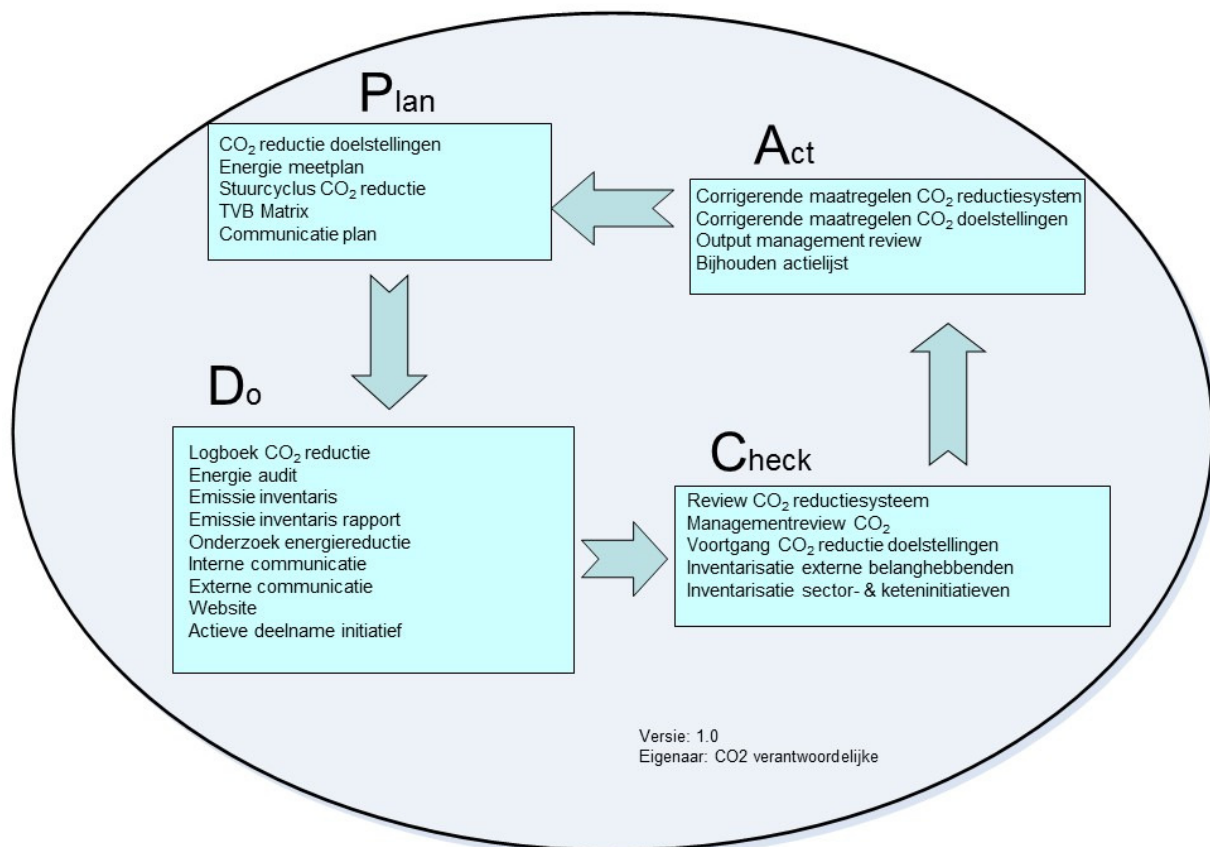 Plan
CO₂ reductie doelstellingen
Energie meetplan
Stuurcyclus CO₂ reductie
TVB Matrix
Communicatie plan
Act
Corrigerende maatregelen CO₂ reductiesystem
Corrigerende maatregelen CO₂ doelstellingen
Output management review
Bijhouden actielijst
Do
Logboek CO₂ reductie
Energie audit
Emissie inventaris
Emissie inventaris rapport
Onderzoek energiereductie
Interne communicatie
Externe communicatie
Website
Actieve deelname initiatief
Check
Review CO₂ reductiesysteem
Managementreview CO₂
Voortgang CO₂ reductie doelstellingen
Inventarisatie externe belanghebbenden
Inventarisatie sector- & keteninitiatieven
Versie: 1.0
Eigenaar: CO2 verantwoordelijke